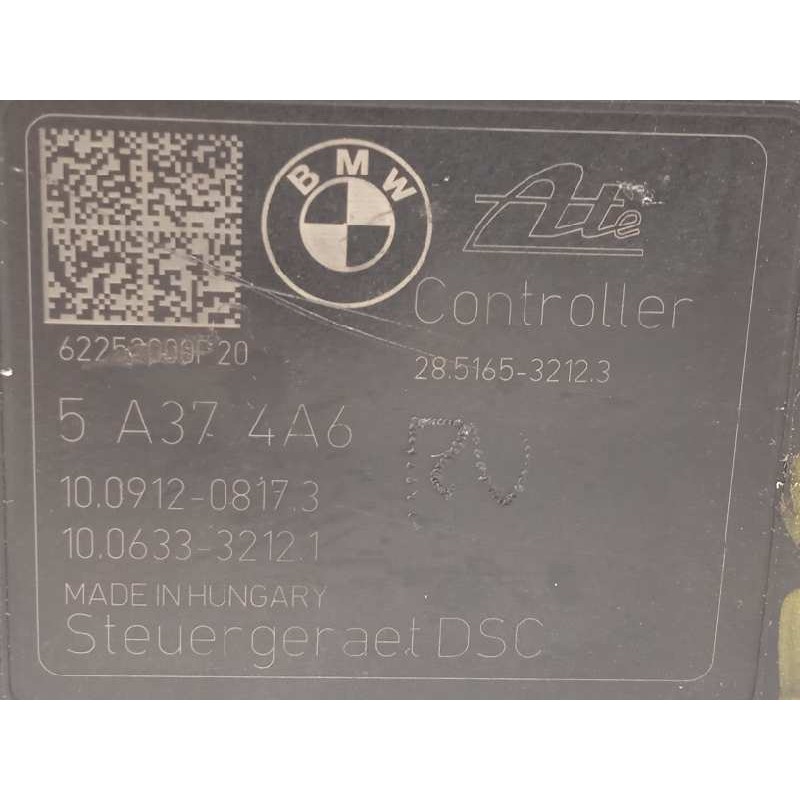 BMW
Ate
Controller
28.5165-3212.3
5 A37 4A6
10.0912-0817.3
10.0633-3212.1
MADE IN HUNGARY
Steuergeraet DSC